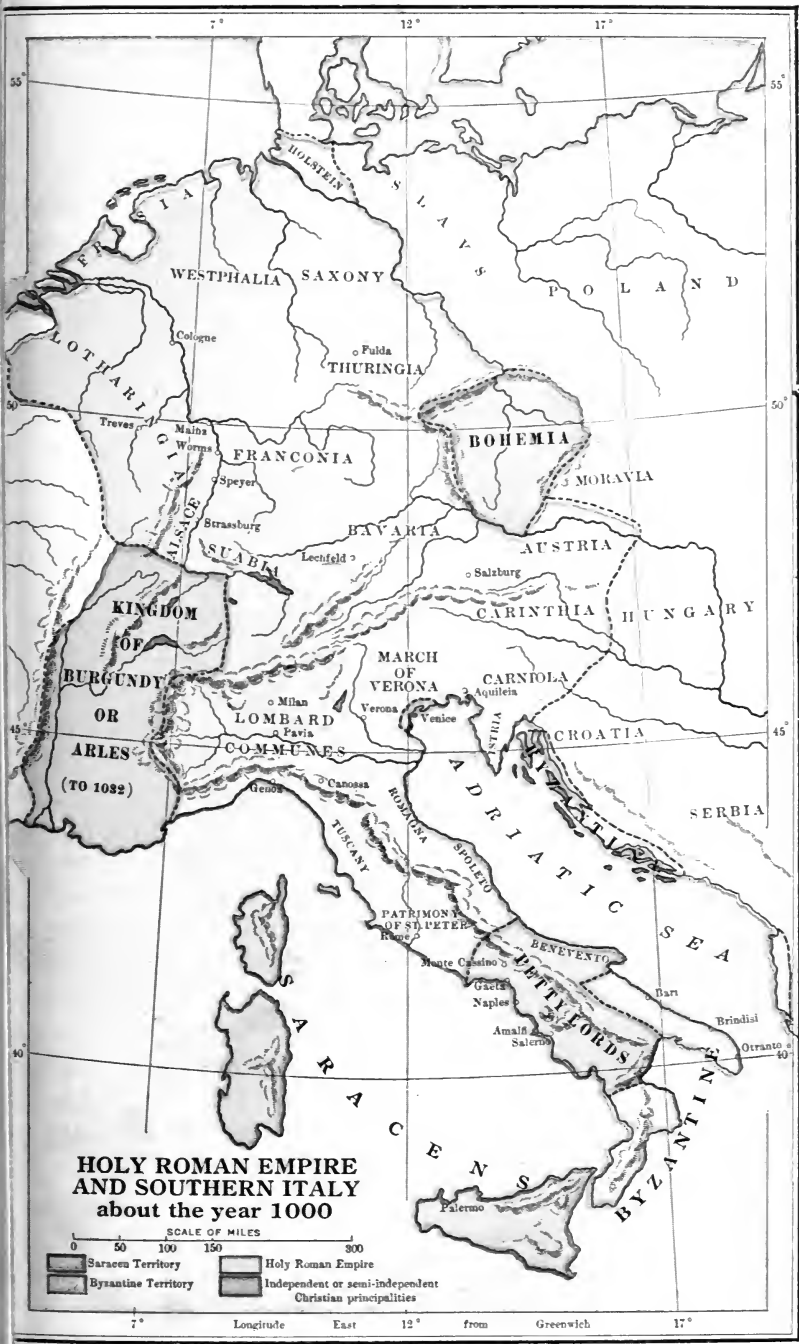 7° 12° 17°
55° 55°
HOLSTEIN
FRISIA
SLAVS
WESTPHALIA SAXONY
POLAND
Cologne
LOTHARINGIA
Fulda
THURINGIA
50° 50°
Treves
Mainz
Worms
FRANCONIA
BOHEMIA
Speyer
MORAVIA
Strassburg
ALSACE
BAVARIA
SUABIA
Lechfeld
AUSTRIA
Salzburg
KINGDOM
OF
BURGUNDY
OR
ARLES
(TO 1032)
CARINTHIA
HUNGARY
MARCH
OF
VERONA
CARNIOLA
Aquileia
Milan
Verona
Venice
ISTRIA
LOMBARD
Pavia
COMMUNES
45° 45°
CROATIA
BYZANTINE
Genoa
Canossa
ROMAGNA
ADRIATIC SEA
SERBIA
TUSCANY
SPOLETO
PATRIMONY
OF ST. PETER
Rome
BENEVENTO
Monte Cassino
PETTY LORDS
Gaeta
Naples
Bari
Brindisi
Amalfi
Salerno
Otranto
40° 40°
SARACENS
BYZANTINE
Palermo
HOLY ROMAN EMPIRE
AND SOUTHERN ITALY
about the year 1000
SCALE OF MILES
0 50 100 150 300
Saracen Territory Holy Roman Empire
Byzantine Territory Independent or semi-independent
Christian principalities
7° Longitude East 12° from Greenwich 17°